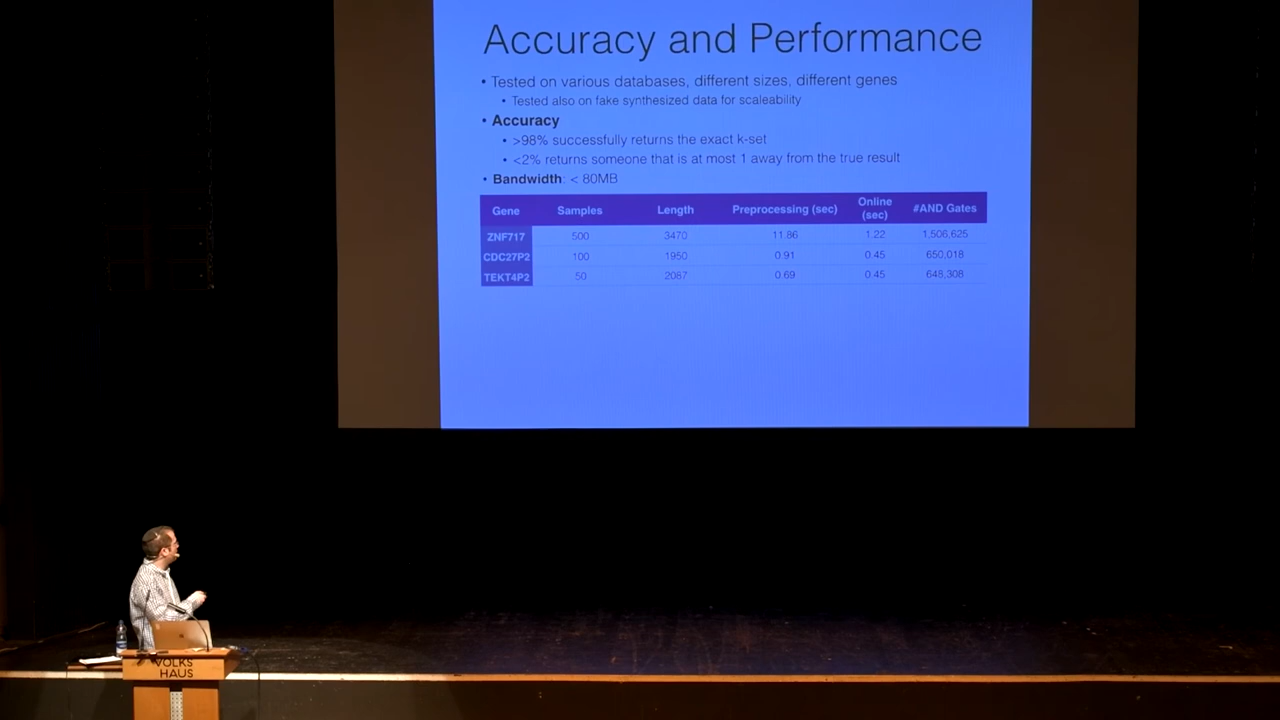 Accuracy and Performance
• Tested on various databases, different sizes, different genes
• Tested also on fake synthesized data for scaleability
• Accuracy
• >98% successfully returns the exact k-set
• <2% returns someone that is at most 1 away from the true result
• Bandwidth: < 80MB
Gene Samples Length Preprocessing (sec) Online (sec) #AND Gates
ZNF717 500 3470 11.86 1.22 1,506,625
CDC27P2 100 1950 0.91 0.45 650,018
TEKT4P2 50 2087 0.69 0.45 648,308
VOLKS
HAUS